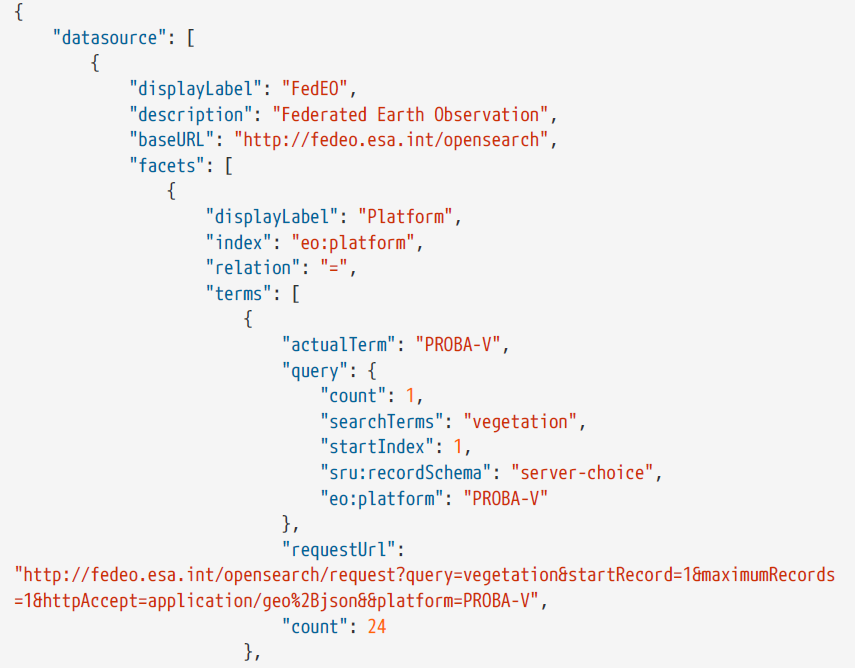 {
"datasource": [
{
"displayLabel": "FedEO",
"description": "Federated Earth Observation",
"baseURL": "http://fedeo.esa.int/opensearch",
"facets": [
{
"displayLabel": "Platform",
"index": "eo:platform",
"relation": "=",
"terms": [
{
"actualTerm": "PROBA-V",
"query": {
"count": 1,
"searchTerms": "vegetation",
"startIndex": 1,
"sru:recordSchema": "server-choice",
"eo:platform": "PROBA-V"
},
"requestUrl":
"http://fedeo.esa.int/opensearch/request?query=vegetation&startRecord=1&maximumRecords
=1&httpAccept=application/geo%2Bjson&&platform=PROBA-V",
"count": 24
},